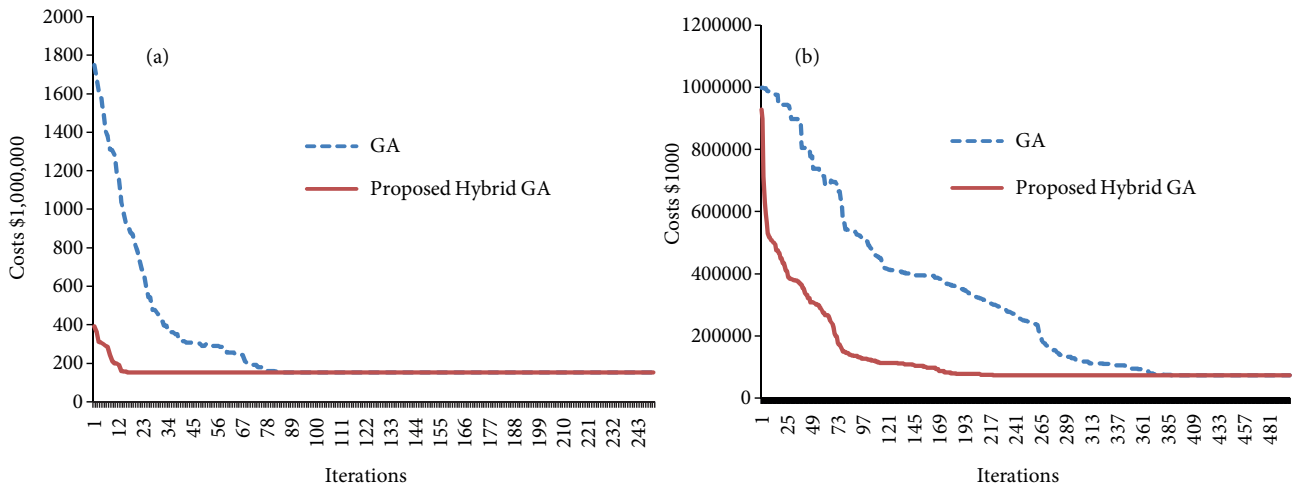 2000
1800
1600
1400
1200
1000
800
600
400
200
0
Costs $1,000,000
(a)
GA
Proposed Hybrid GA
1 12 23 34 45 56 67 78 89 100 111 122 133 144 155 166 177 188 199 210 221 232 243
Iterations
1200000
1000000
800000
600000
400000
200000
0
Costs $1000
(b)
GA
Proposed Hybrid GA
1 25 49 73 97 121 145 169 193 217 241 265 289 313 337 361 385 409 433 457 481
Iterations